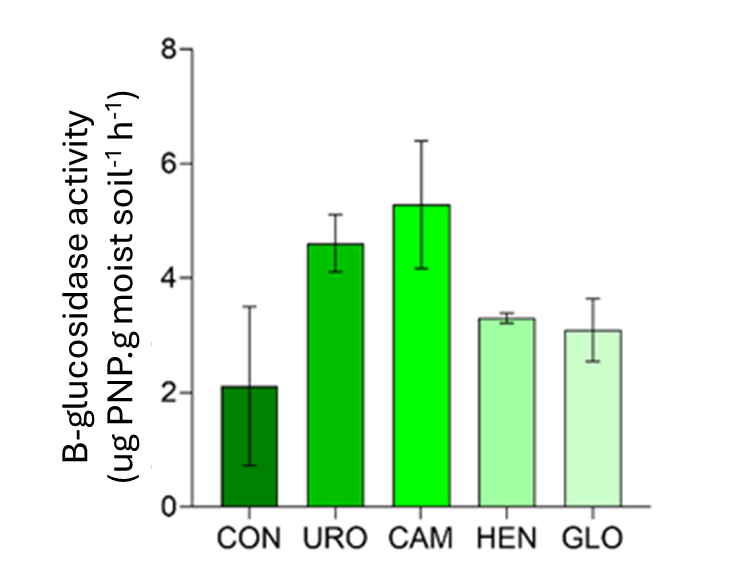 B-glucosidase activity
(ug PNP.g moist soil⁻¹ h⁻¹)
8
6
4
2
0
CON URO CAM HEN GLO